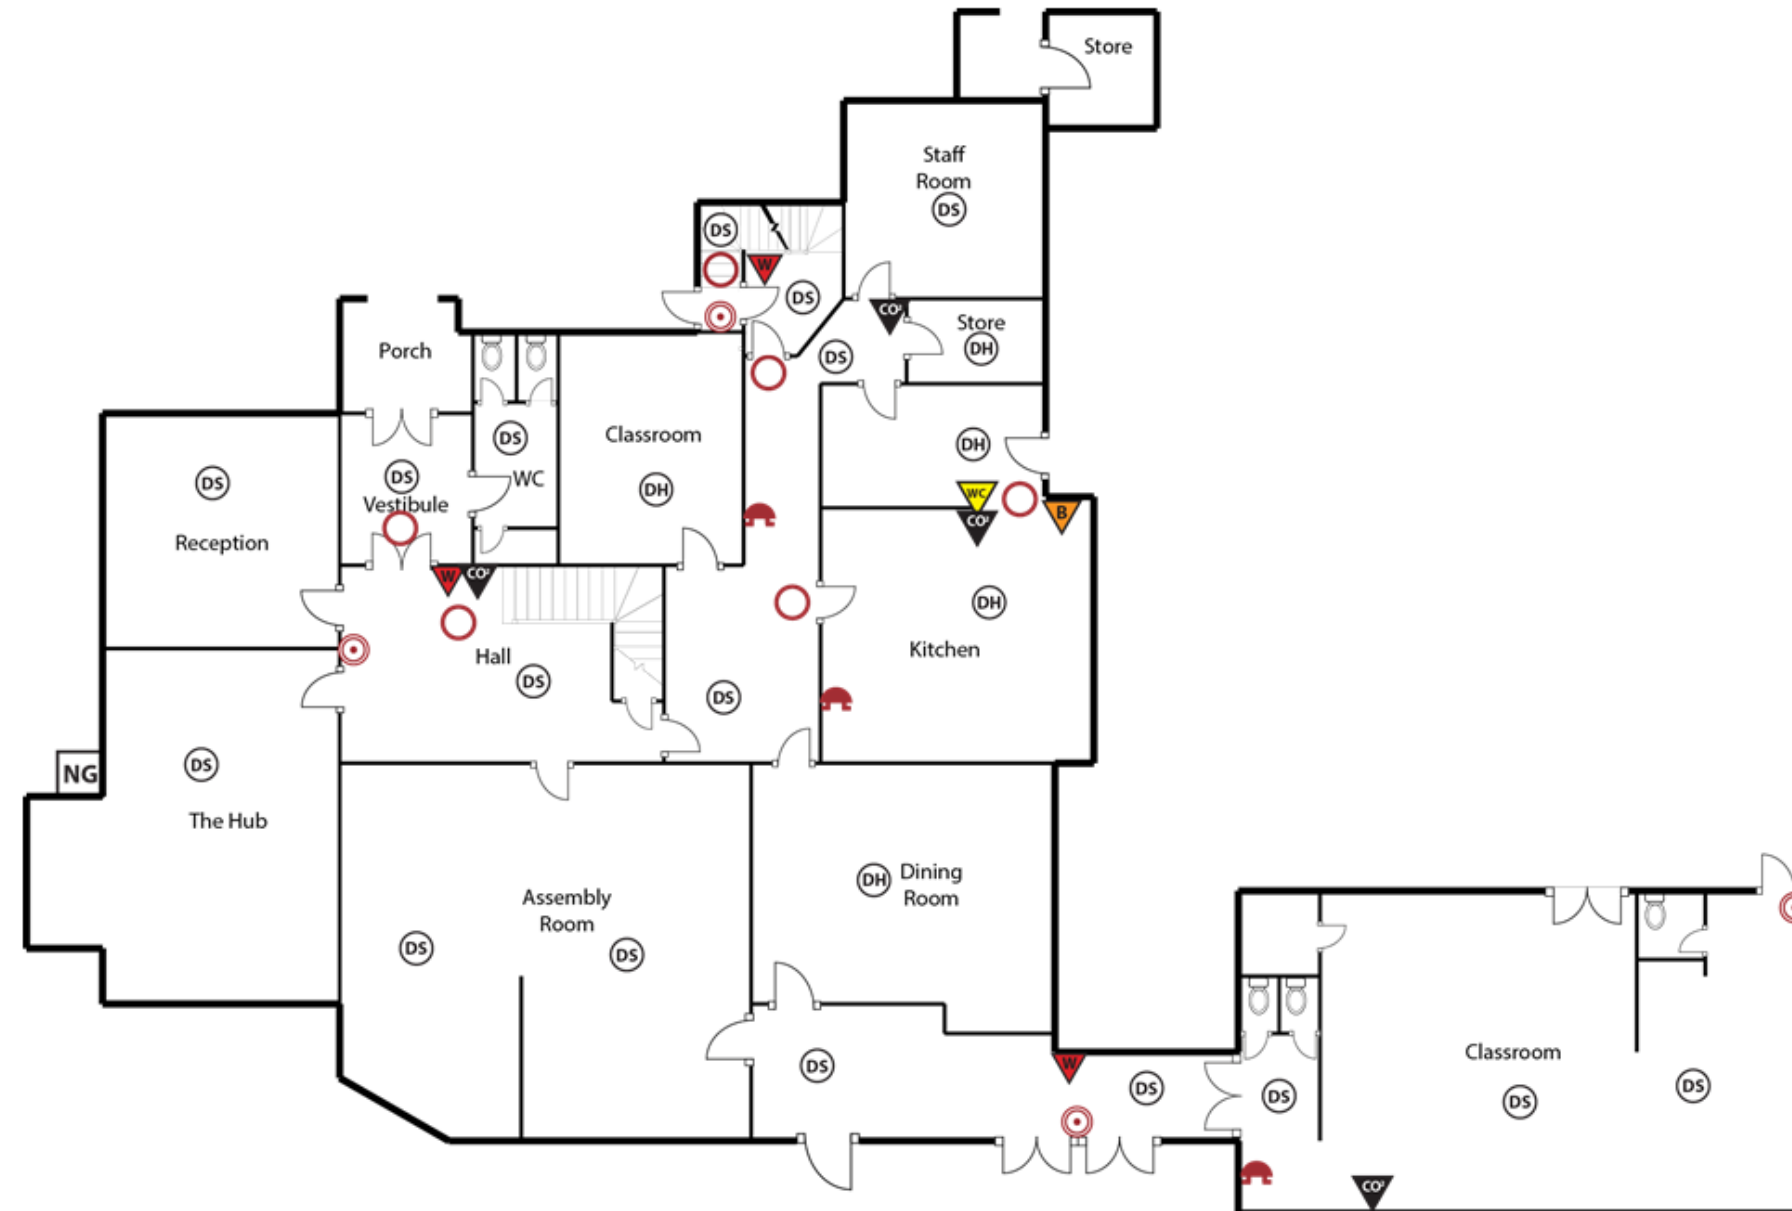 Store
Staff
Room
DS
DS
W
DS
CO²
Store
DH
DS
Porch
Classroom
DH
DS
WC
DS
Vestibule
DS
Reception
DH
WC
CO²
B
DH
Kitchen
W
CO²
Hall
DS
DS
NG
DS
The Hub
Assembly
Room
DS
DS
DH
Dining
Room
DS
W
DS
DS
Classroom
DS
DS
CO²